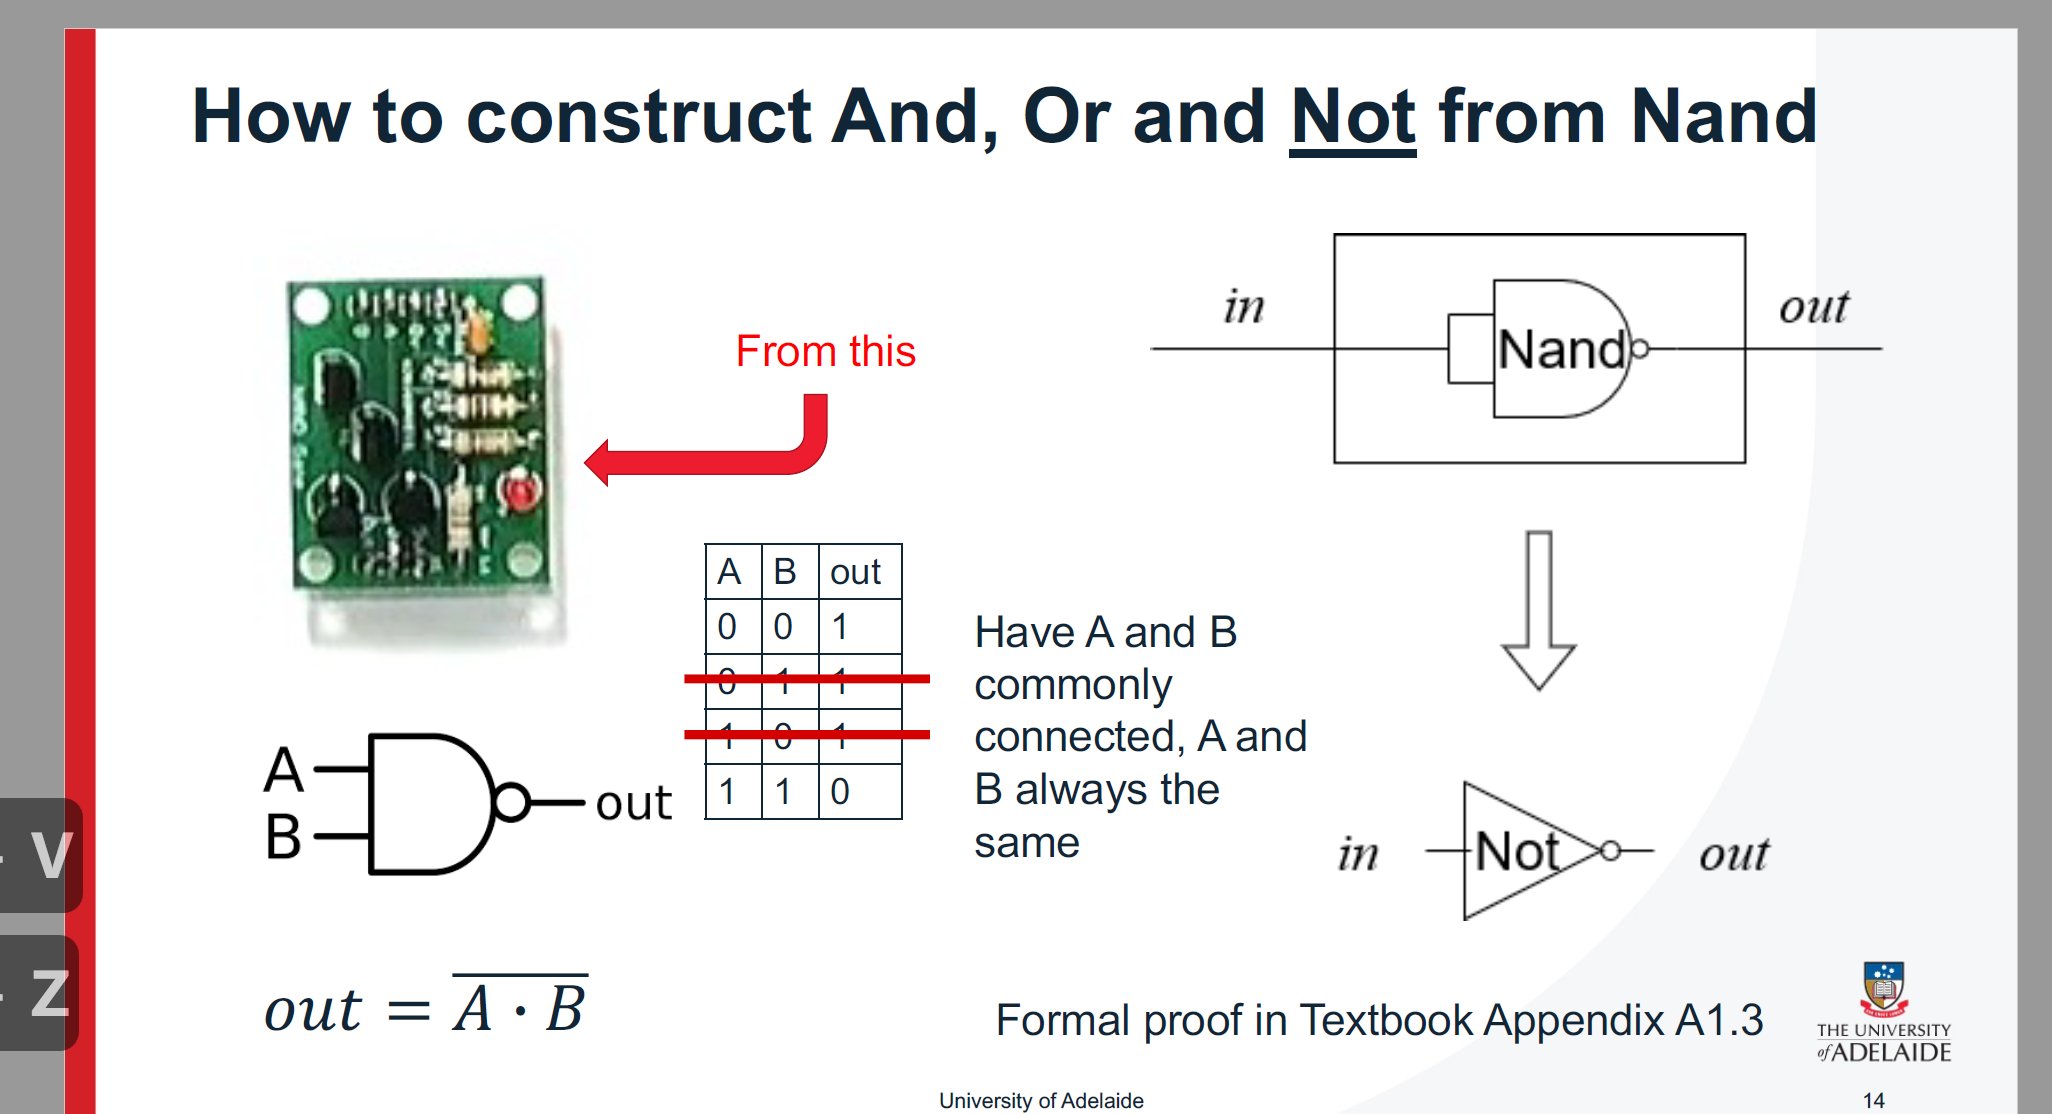 How to construct And, Or and Not from Nand
From this
in
Nand
out
A B out
0 0 1
0 1 1
1 0 1
1 1 0
Have A and B
commonly
connected, A and
B always the
same
A
B
out
in
Not
out
out = \overline{A · B}
Formal proof in Textbook Appendix A1.3
THE UNIVERSITY
of ADELAIDE
University of Adelaide
14
V
Z